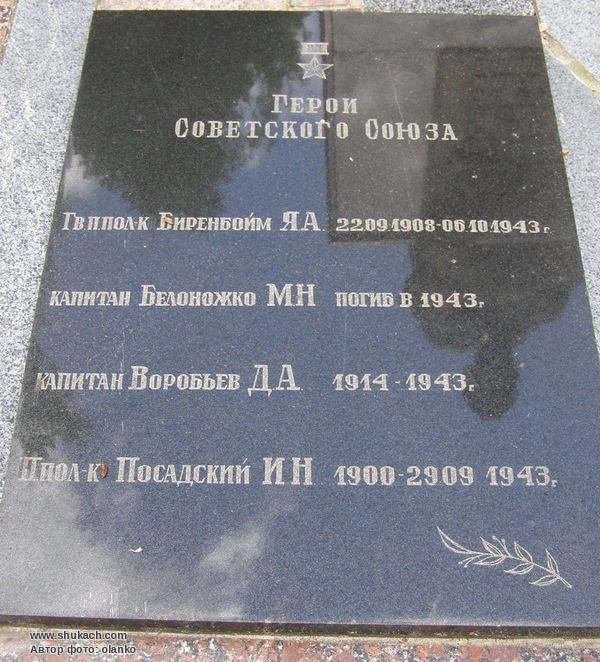 Герои
Советского Союза
Гв п пол-к Биренбойм Я А. 22 09 1908-06 10 1943 г.
капитан Белоножко М Н погиб в 1943 г.
капитан Воробьев Д А. 1914-1943 г.
П пол-к Посадский И Н 1900-29 09 1943 г.
www.shukach.com
Автор фото: olanko